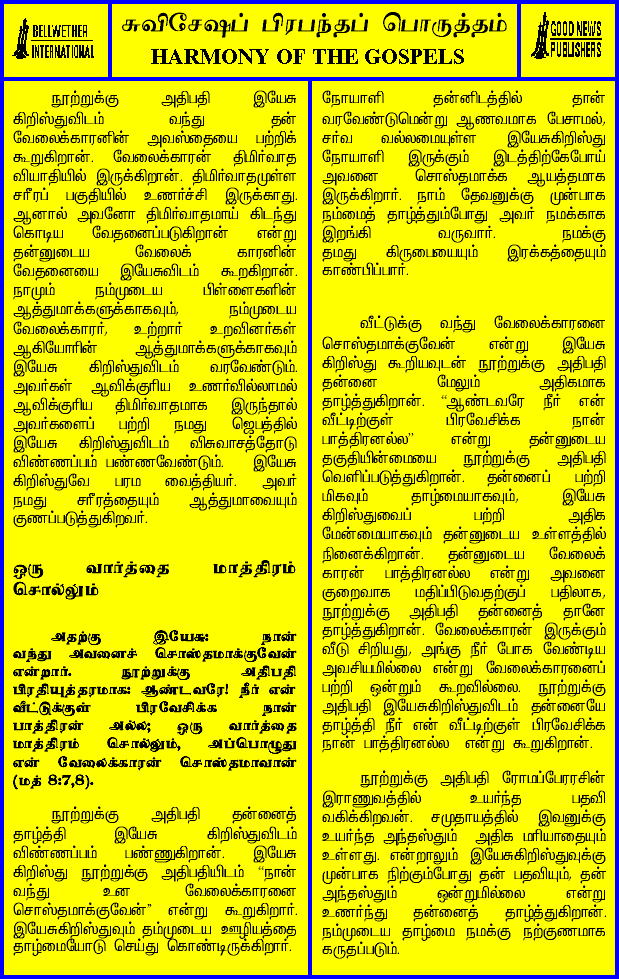 BELLWETHER
INTERNATIONAL
சுவிசேஷப் பிரபந்தப் பொருத்தம்
HARMONY OF THE GOSPELS
GOOD NEWS
PUBLISHERS
நூற்றுக்கு அதிபதி இயேசு
கிறிஸ்துவிடம் வந்து தன்
வேலைக்காரனின் அவஸ்தையை பற்றிக்
கூறுகிறான். வேலைக்காரன் திமிர்வாத
வியாதியில் இருக்கிறான். திமிர்வாதமுள்ள
சரீரப் பகுதியில் உணர்ச்சி இருக்காது.
ஆனால் அவனோ திமிர்வாதமாய் கிடந்து
கொடிய வேதனைப்படுகிறான் என்று
தன்னுடைய வேலைக் காரனின்
வேதனையை இயேசுவிடம் கூறகிறான்.
நாமும் நம்முடைய பிள்ளைகளின்
ஆத்துமாக்களுக்காகவும், நம்முடைய
வேலைக்காரர், உற்றார் உறவினர்கள்
ஆகியோரின் ஆத்துமாக்களுக்காகவும்
இயேசு கிறிஸ்துவிடம் வரவேண்டும்.
அவர்கள் ஆவிக்குரிய உணர்வில்லாமல்
ஆவிக்குரிய திமிர்வாதமாக இருந்தால்
அவர்களைப் பற்றி நமது ஜெபத்தில்
இயேசு கிறிஸ்துவிடம் விசுவாசத்தோடு
விண்ணப்பம் பண்ணவேண்டும். இயேசு
கிறிஸ்துவே பரம வைத்தியர். அவர்
நமது சரீரத்தையும் ஆத்துமாவையும்
குணப்படுத்துகிறவர்.
ஒரு வார்த்தை மாத்திரம்
சொல்லும்
அதற்கு இயேசு: நான்
வந்து அவனைச் சொஸ்தமாக்குவேன்
என்றார். நூற்றுக்கு அதிபதி
பிரதியுத்தரமாக: ஆண்டவரே! நீர் என்
வீட்டுக்குள் பிரவேசிக்க நான்
பாத்திரன் அல்ல; ஒரு வார்த்தை
மாத்திரம் சொல்லும், அப்பொழுது
என் வேலைக்காரன் சொஸ்தமாவான்
(மத் 8:7,8).
நூற்றுக்கு அதிபதி தன்னைத்
தாழ்த்தி இயேசு கிறிஸ்துவிடம்
விண்ணப்பம் பண்ணுகிறான். இயேசு
கிறிஸ்து நூற்றுக்கு அதிபதியிடம் “நான்
வந்து உன வேலைக்காரனை
சொஸ்தமாக்குவேன்” என்று கூறுகிறார்.
இயேசுகிறிஸ்துவும் தம்முடைய ஊழியத்தை
தாழ்மையோடு செய்து கொண்டிருக்கிறார்.
நோயாளி தன்னிடத்தில் தான்
வரவேண்டுமென்று ஆணவமாக பேசாமல்,
சர்வ வல்லமையுள்ள இயேசுகிறிஸ்து
நோயாளி இருக்கும் இடத்திற்கேபோய்
அவனை சொஸ்தமாக்க ஆயத்தமாக
இருக்கிறார். நாம் தேவனுக்கு முன்பாக
நம்மைத் தாழ்த்தும்போது அவர் நமக்காக
இறங்கி வருவார். நமக்கு
தமது கிருபையையும் இரக்கத்தையும்
காண்பிப்பார்.
வீட்டுக்கு வந்து வேலைக்காரனை
சொஸ்தமாக்குவேன் என்று இயேசு
கிறிஸ்து கூறியவுடன் நூற்றுக்கு அதிபதி
தன்னை மேலும் அதிகமாக
தாழ்த்துகிறான். “ஆண்டவரே நீர் என்
வீட்டிற்குள் பிரவேசிக்க நான்
பாத்திரனல்ல” என்று தன்னுடைய
தகுதியின்மையை நூற்றுக்கு அதிபதி
வெளிப்படுத்துகிறான். தன்னைப் பற்றி
மிகவும் தாழ்மையாகவும், இயேசு
கிறிஸ்துவைப் பற்றி அதிக
மேன்மையாகவும் தன்னுடைய உள்ளத்தில்
நினைக்கிறான். தன்னுடைய வேலைக்
காரன் பாத்திரனல்ல என்று அவனை
குறைவாக மதிப்பிடுவதற்குப் பதிலாக,
நூற்றுக்கு அதிபதி தன்னைத் தானே
தாழ்த்துகிறான். வேலைக்காரன் இருக்கும்
வீடு சிறியது, அங்கு நீர் போக வேண்டிய
அவசியமில்லை என்று வேலைக்காரனைப்
பற்றி ஒன்றும் கூறவில்லை. நூற்றுக்கு
அதிபதி இயேசுகிறிஸ்துவிடம் தன்னையே
தாழ்த்தி நீர் என் வீட்டிற்குள் பிரவேசிக்க
நான் பாத்திரனல்ல என்று கூறுகிறான்.
நூற்றுக்கு அதிபதி ரோமப்பேரரசின்
இராணுவத்தில் உயர்ந்த பதவி
வகிக்கிறவன். சமுதாயத்தில் இவனுக்கு
உயர்ந்த அந்தஸ்தும் அதிக மரியாதையும்
உள்ளது. என்றாலும் இயேசுகிறிஸ்துவுக்கு
முன்பாக நிற்கும்போது தன் பதவியும், தன்
அந்தஸ்தும் ஒன்றுமில்லை என்று
உணர்ந்து தன்னைத் தாழ்த்துகிறான்.
நம்முடைய தாழ்மை நமக்கு நற்குணமாக
கருதப்படும்.